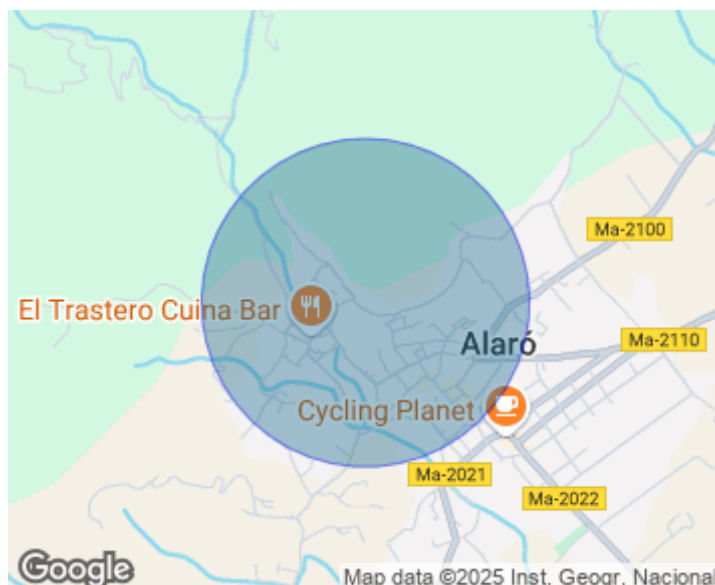 Ma-2100
El Trastero Cuina Bar
Alaró
Ma-2110
Cycling Planet
Ma-2021
Ma-2022
Google
Map data ©2025 Inst. Geogr. Nacional